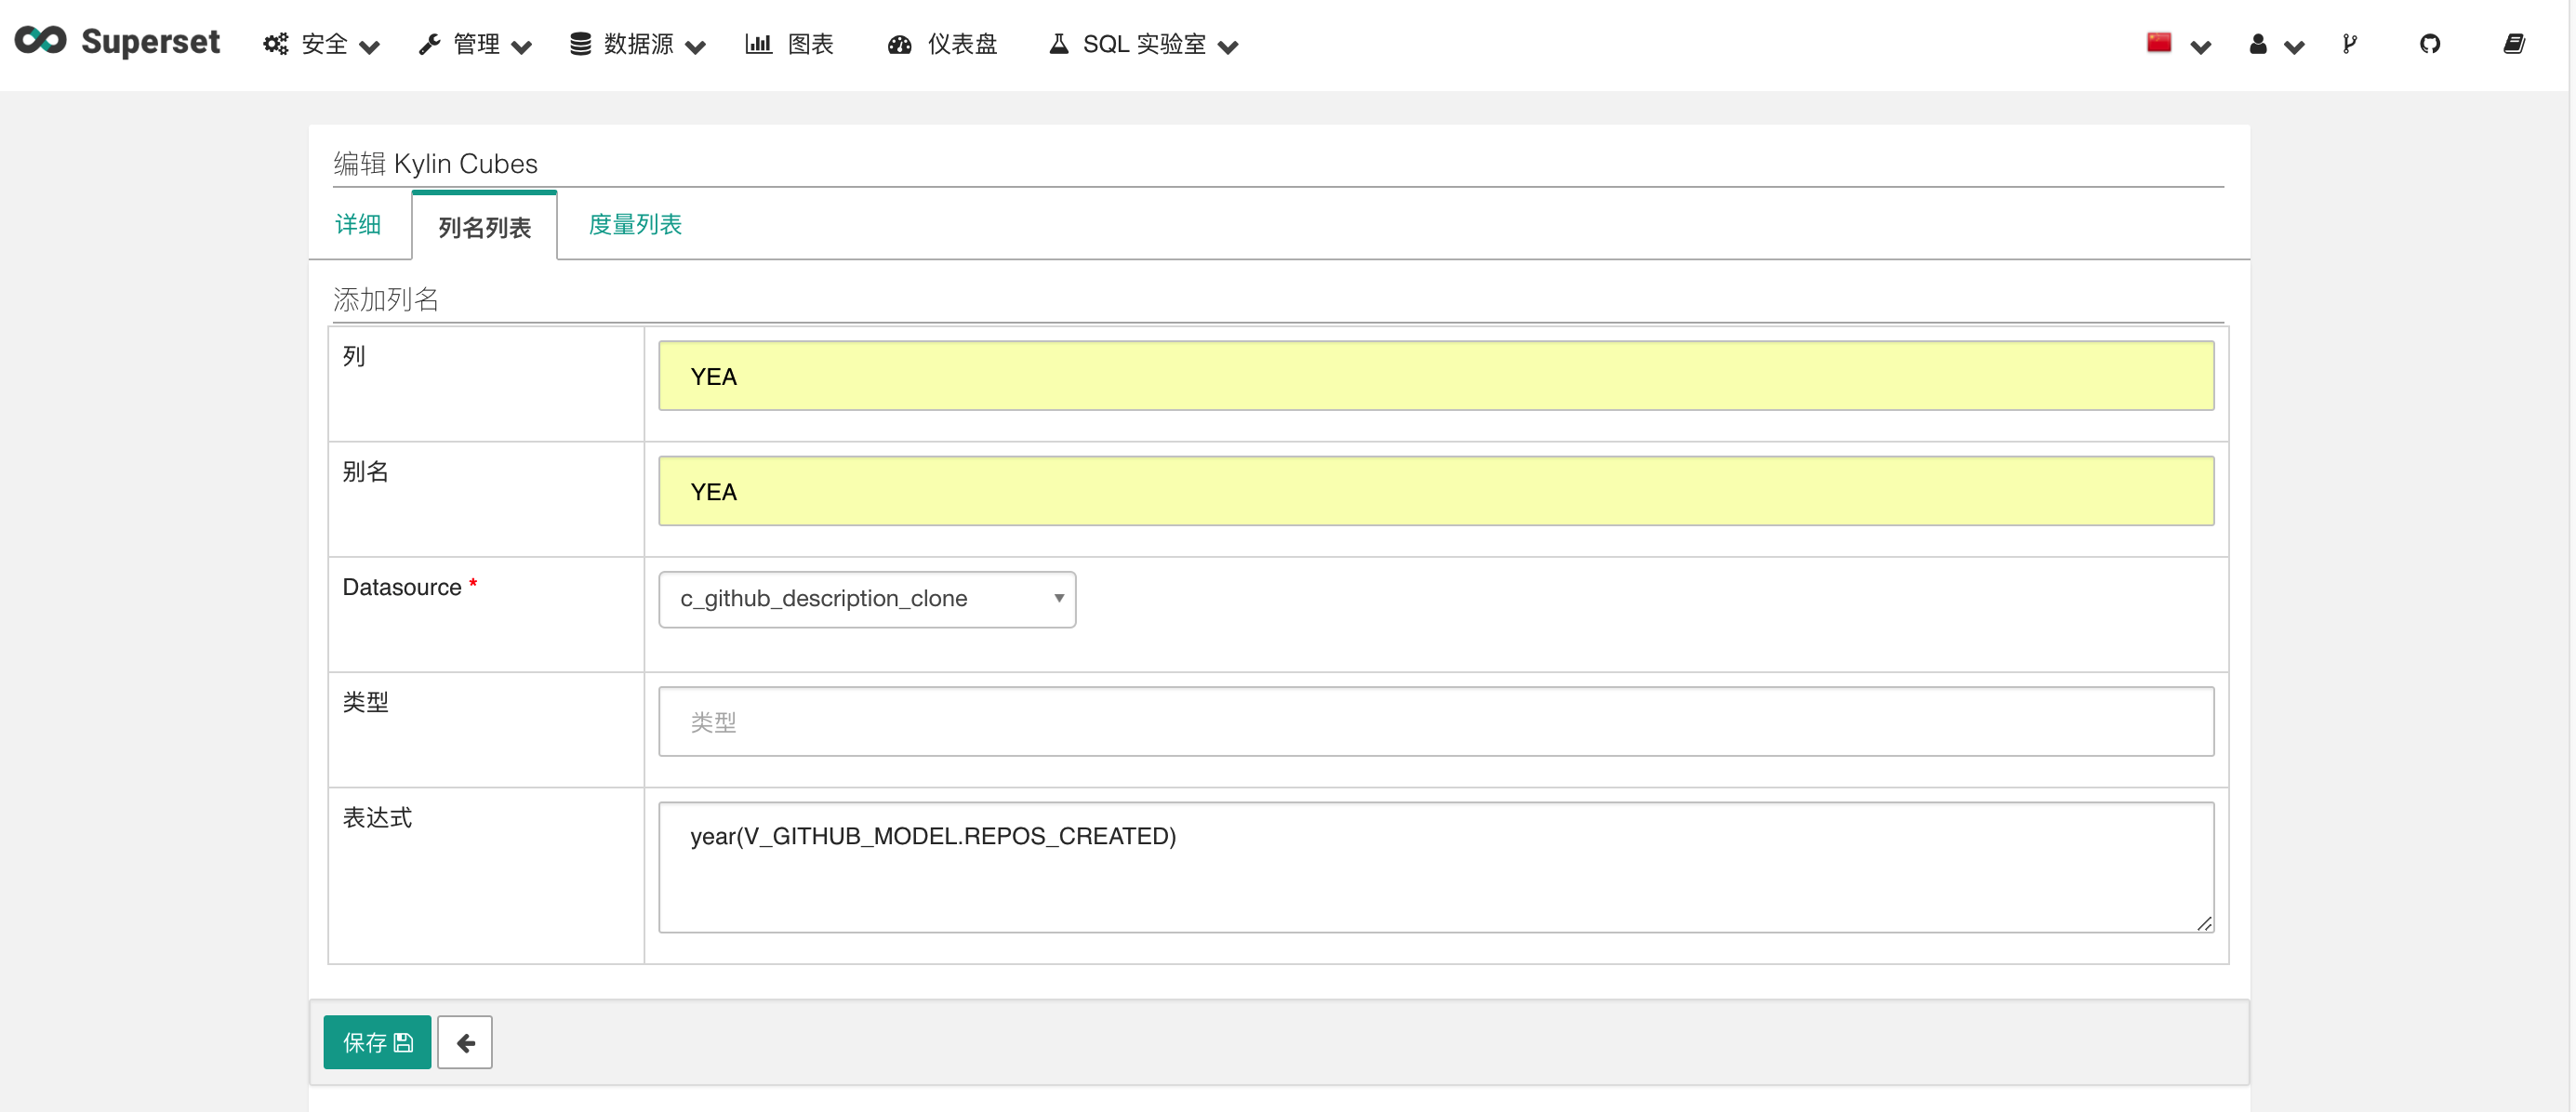 Superset 安全 管理 数据源 图表 仪表盘 SQL 实验室
编辑 Kylin Cubes
详细 列名列表 度量列表
添加列名
列 YEA
别名 YEA
Datasource * c_github_description_clone
类型 类型
表达式 year(V_GITHUB_MODEL.REPOS_CREATED)
保存